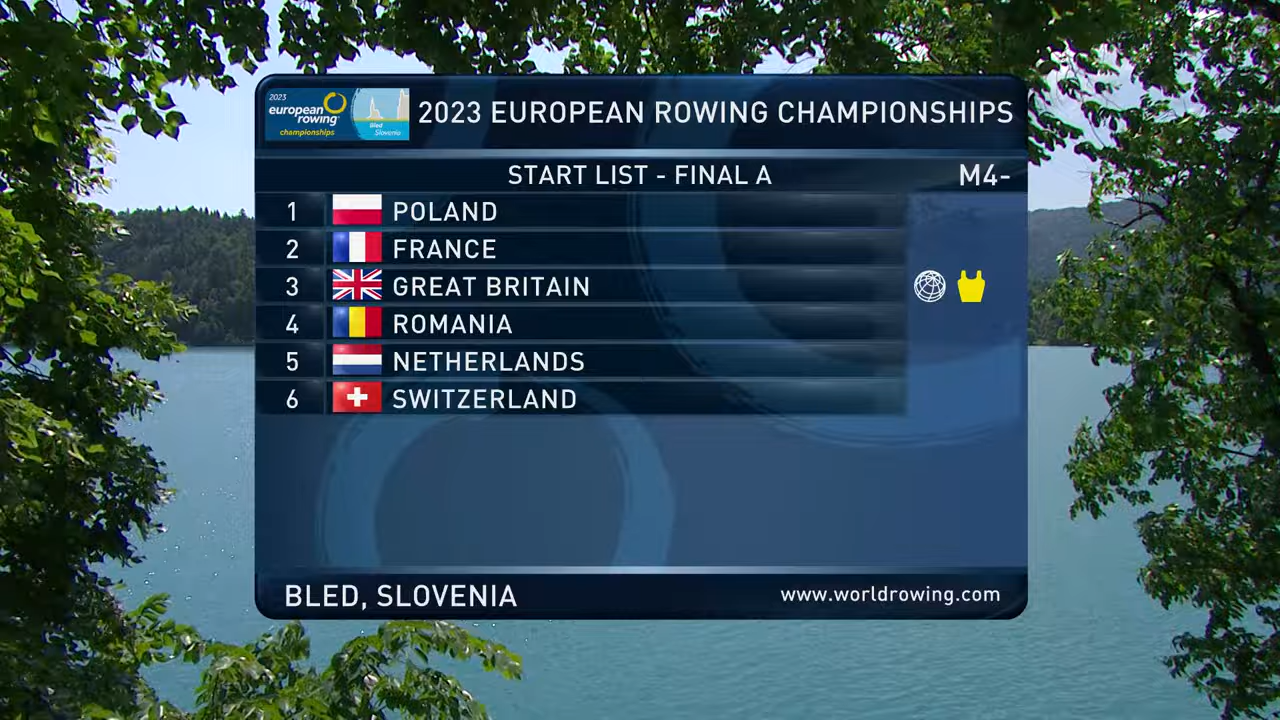 2023
european
rowing
championships
Bled
Slovenia
2023 EUROPEAN ROWING CHAMPIONSHIPS
START LIST - FINAL A M4-
1 POLAND
2 FRANCE
3 GREAT BRITAIN
4 ROMANIA
5 NETHERLANDS
6 SWITZERLAND
BLED, SLOVENIA www.worldrowing.com